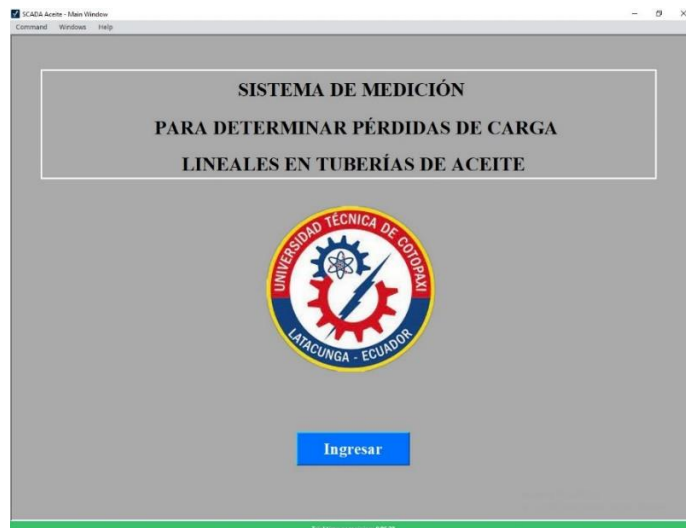 SCADA Aceite - Main Window
Command Windows Help
SISTEMA DE MEDICIÓN
PARA DETERMINAR PÉRDIDAS DE CARGA
LINEALES EN TUBERÍAS DE ACEITE
UNIVERSIDAD TÉCNICA DE COTOPAXI
LATACUNGA - ECUADOR
Ingresar